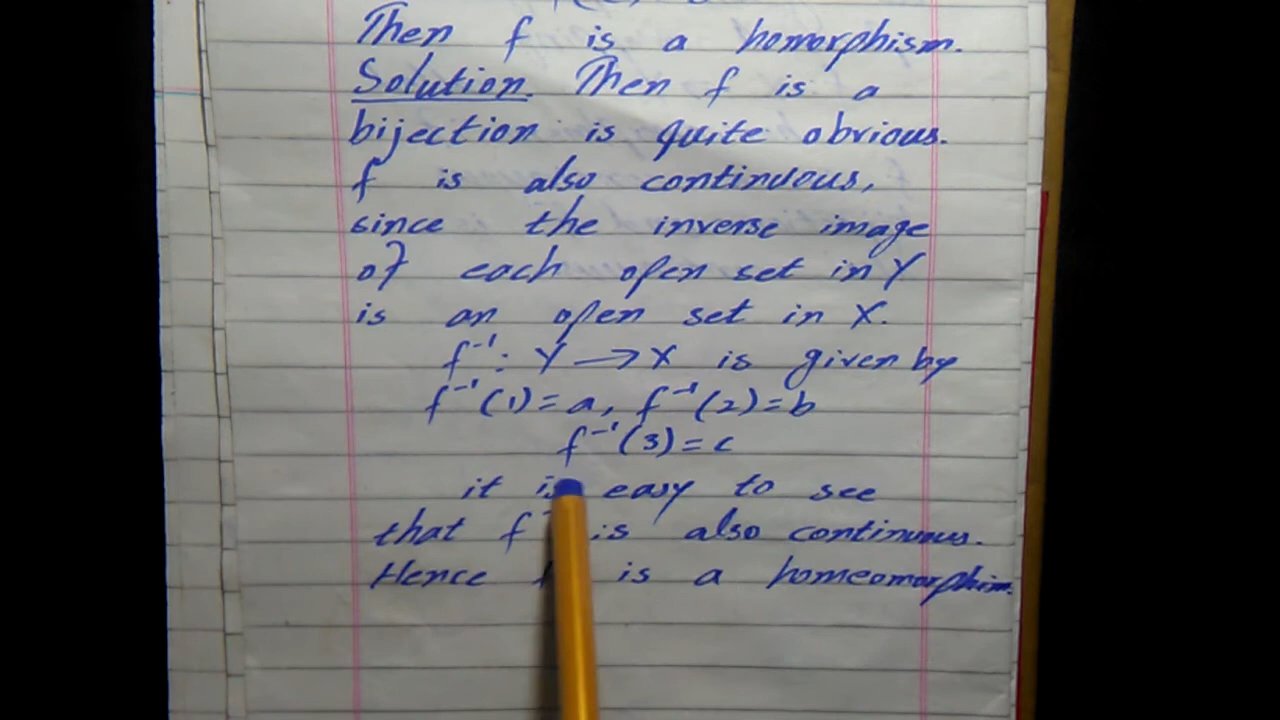 Then f is a homorphism.
Solution. Then f is a
bijection is quite obvious.
f is also continuous,
since the inverse image
of each open set in Y
is an open set in X.
f⁻¹: Y → X is given by
f⁻¹(1) = a, f⁻¹(2) = b
f⁻¹(3) = c
it is easy to see
that f is also continuous.
Hence is a homeomorphim.